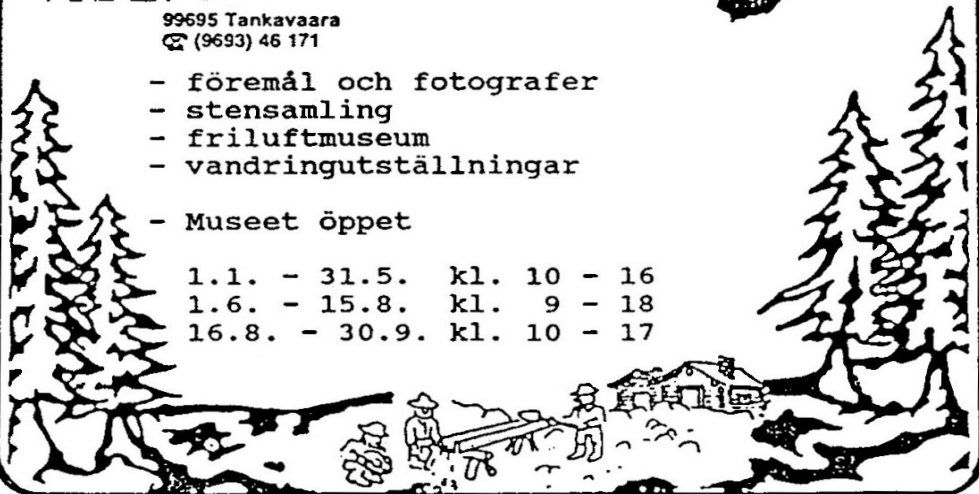 99695 Tankavaara
☎ (9693) 46 171
- föremål och fotografer
- stensamling
- friluftmuseum
- vandringutställningar
- Museet öppet
1.1. - 31.5. kl. 10 - 16
1.6. - 15.8. kl. 9 - 18
16.8. - 30.9. kl. 10 - 17